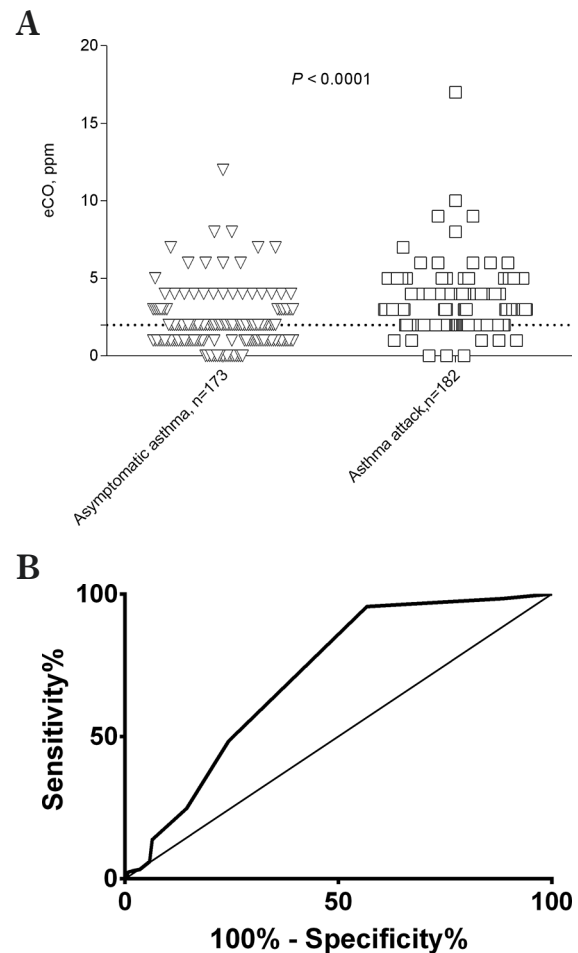 A
20
P < 0.0001
15
eCO, ppm
10
5
0
Asymptomatic asthma, n=173
Asthma attack,n=182
B
100
Sensitivity%
50
0
0 50 100
100% - Specificity%